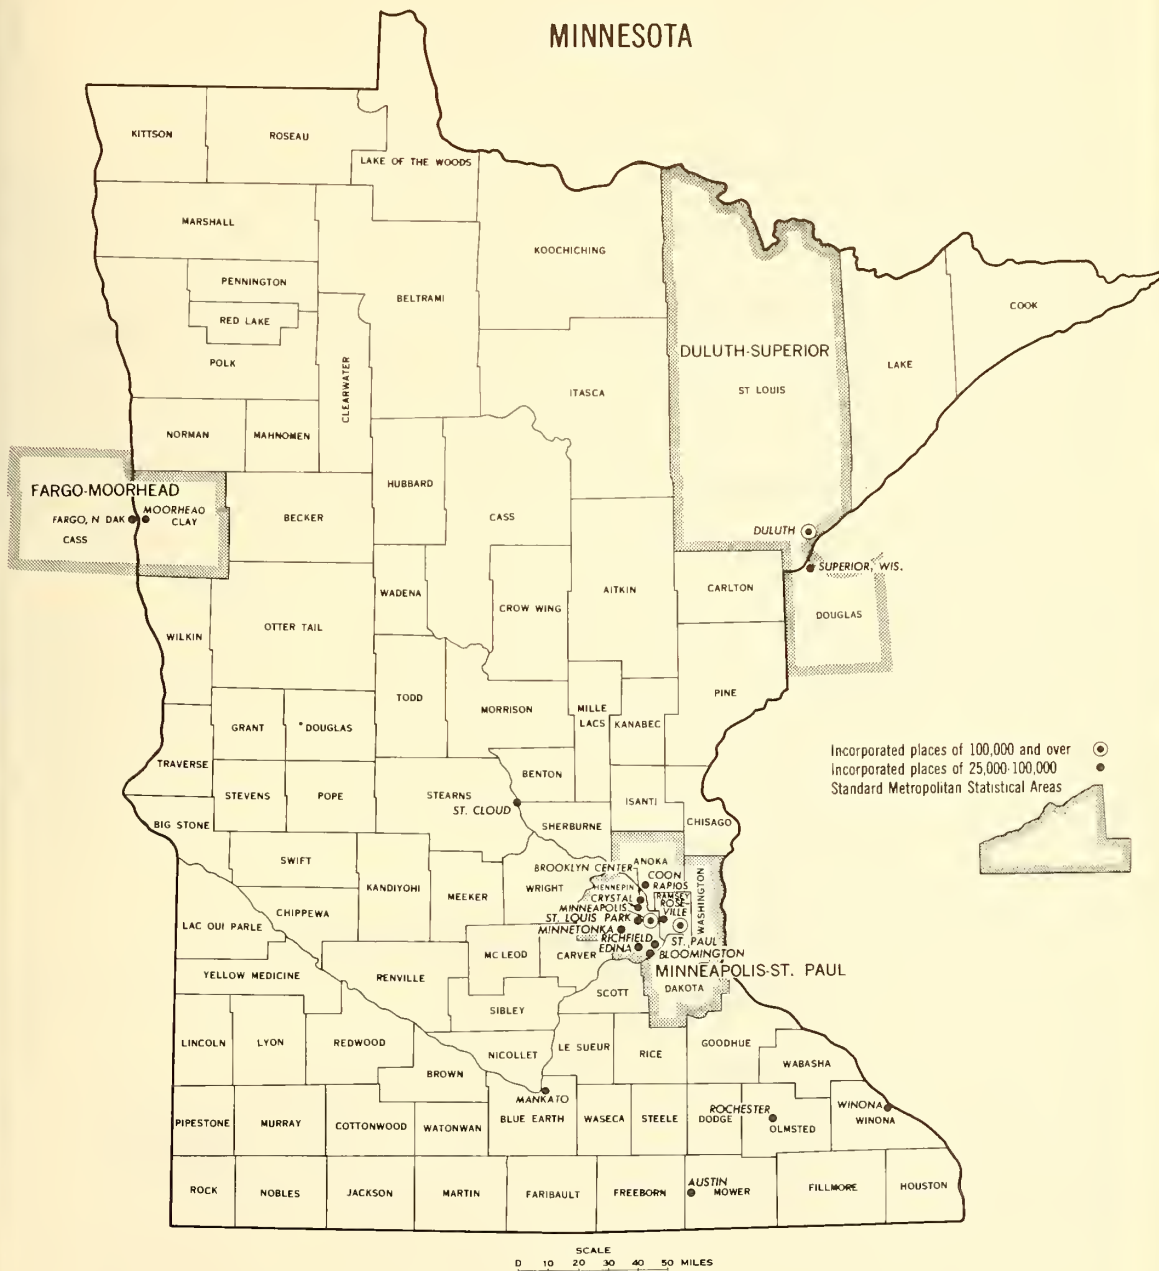 MINNESOTA
KITTSON
ROSEAU
LAKE OF THE WOODS
MARSHALL
KOOCHICHING
PENNINGTON
BELTRAMI
RED LAKE
COOK
POLK
CLEARWATER
DULUTH-SUPERIOR
LAKE
ITASCA
ST LOUIS
NORMAN
MAHNOMEN
HUBBARD
FARGO-MOORHEAD
BECKER
CASS
FARGO, N DAK
MOORHEAD
CLAY
CASS
DULUTH
SUPERIOR, WIS.
WADENA
CROW WING
AITKIN
CARLTON
DOUGLAS
WILKIN
OTTER TAIL
TODD
MORRISON
MILLE
LACS
KANABEC
PINE
GRANT
DOUGLAS
TRAVERSE
BENTON
STEVENS
POPE
STEARNS
ST. CLOUD
ISANTI
BIG STONE
SHERBURNE
CHISAGO
Incorporated places of 100,000 and over
Incorporated places of 25,000-100,000
Standard Metropolitan Statistical Areas
SWIFT
KANDIYOHI
MEEKER
WRIGHT
BROOKLYN CENTER
ANOKA
COON
RAPIDS
HENNEPIN
CRYSTAL
RAMSEY
ROSE-
VILLE
WASHINGTON
MINNEAPOLIS
ST. LOUIS PARK
MINNETONKA
RICHFIELD
ST. PAUL
EDINA
BLOOMINGTON
CHIPPEWA
LAC QUI PARLE
MC LEOD
CARVER
MINNEAPOLIS-ST. PAUL
YELLOW MEDICINE
RENVILLE
SCOTT
DAKOTA
SIBLEY
LINCOLN
LYON
REDWOOD
NICOLLET
LE SUEUR
RICE
GOODHUE
WABASHA
BROWN
MANKATO
ROCHESTER
WINONA
PIPESTONE
MURRAY
COTTONWOOD
WATONWAN
BLUE EARTH
WASECA
STEELE
DODGE
OLMSTED
WINONA
ROCK
NOBLES
JACKSON
MARTIN
FARIBAULT
FREEBORN
AUSTIN
MOWER
FILLMORE
HOUSTON
SCALE
0 10 20 30 40 50 MILES